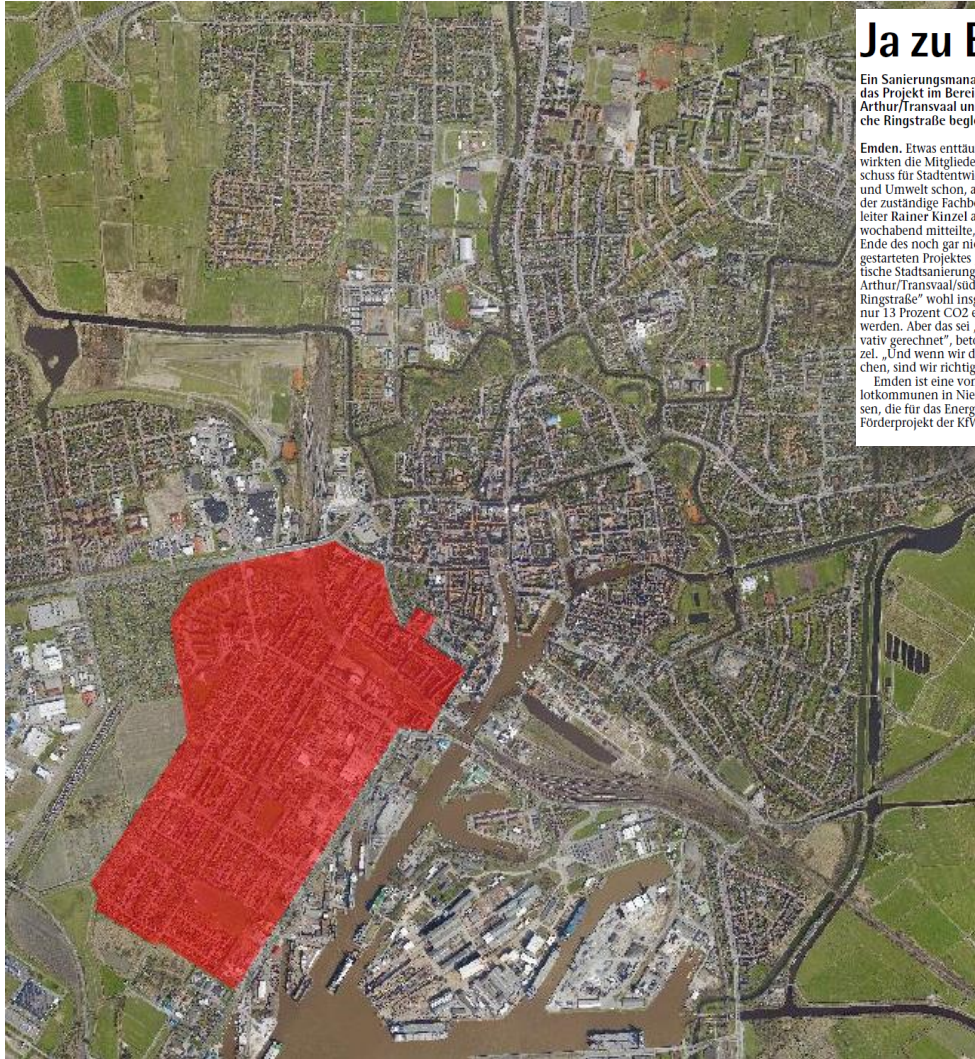 Ja zu E
Ein Sanierungsmana
das Projekt im Berei
Arthur/Transvaal un
che Ringstraße begl
Emden. Etwas enttäu
wirkten die Mitgliede
schuss für Stadtentwi
und Umwelt schon, a
der zuständige Fachbe
leiter Rainer Kinzel a
wochabend mitteilte,
Ende des noch gar nie
gestarteten Projektes
tische Stadtsanierung
Arthur/Transvaal/süd
Ringstraße” wohl insg
nur 13 Prozent CO2 e
werden. Aber das sei „
vativ gerechnet”, beto
zel. „Und wenn wir d
chen, sind wir richtig
Emden ist eine von
lotkommunen in Nie
sen, die für das Energ
Förderprojekt der KfW